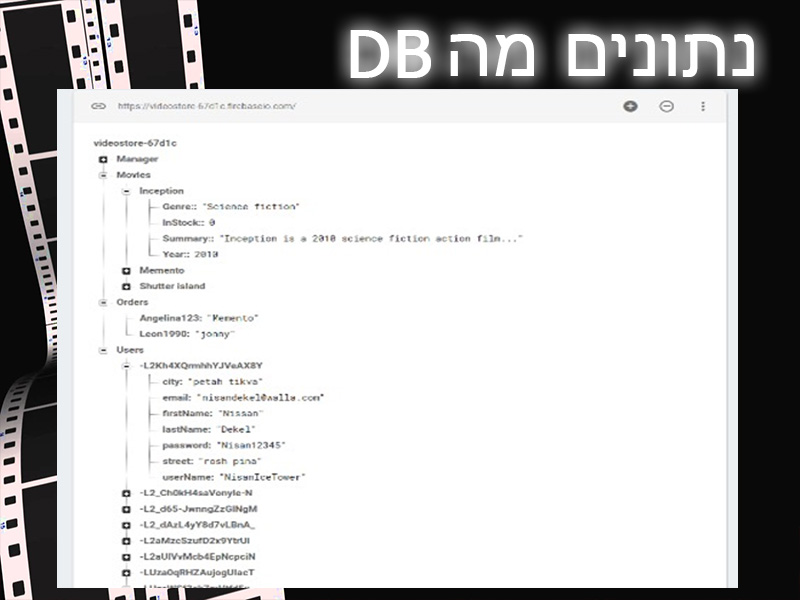 נתונים מה DB
https://videostore-67d1c.firebaseio.com/
videostore-67d1c
Manager
Movies
Inception
Genre:: "Science fiction"
InStock:: 0
Summary:: "Inception is a 2010 science fiction action film..."
Year:: 2010
Memento
Shutter Island
Orders
Angelina123: "Memento"
Leon1990: "jonny"
Users
-L2Kh4XQrmhhYJVeAX8Y
city: "petah tikva"
email: "nisandekel@walla.com"
firstName: "Nissan"
lastName: "Dekel"
password: "Nisan12345"
street: "rosh pina"
userName: "NisanIceTower"
-L2_Ch0kH4saVonyle-N
-L2_d65-JwnngZzGINgM
-L2_dAzL4yY8d7vLBnA_
-L2aMzcSzufD2x9YtrUI
-L2aUlVvMcb4EpNcpciN
-LUza0qRHZAujogUlacT